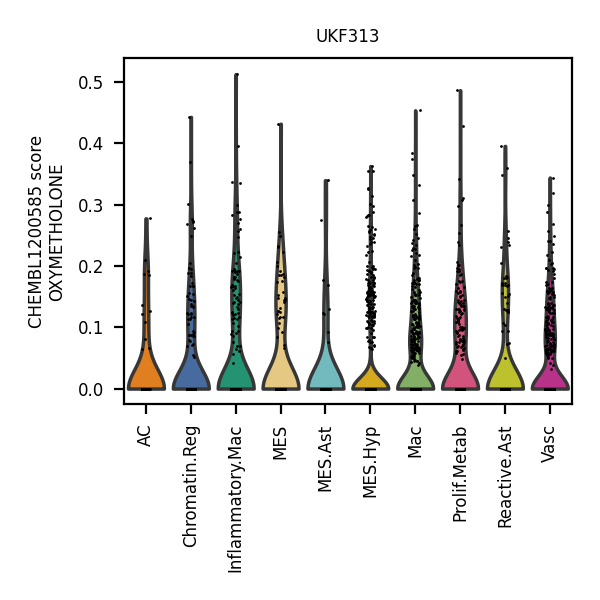 UKF313
CHEMBL1200585 score
OXYMETHOLONE
0.5
0.4
0.3
0.2
0.1
0.0
AC
Chromatin.Reg
Inflammatory.Mac
MES
MES.Ast
MES.Hyp
Mac
Prolif.Metab
Reactive.Ast
Vasc